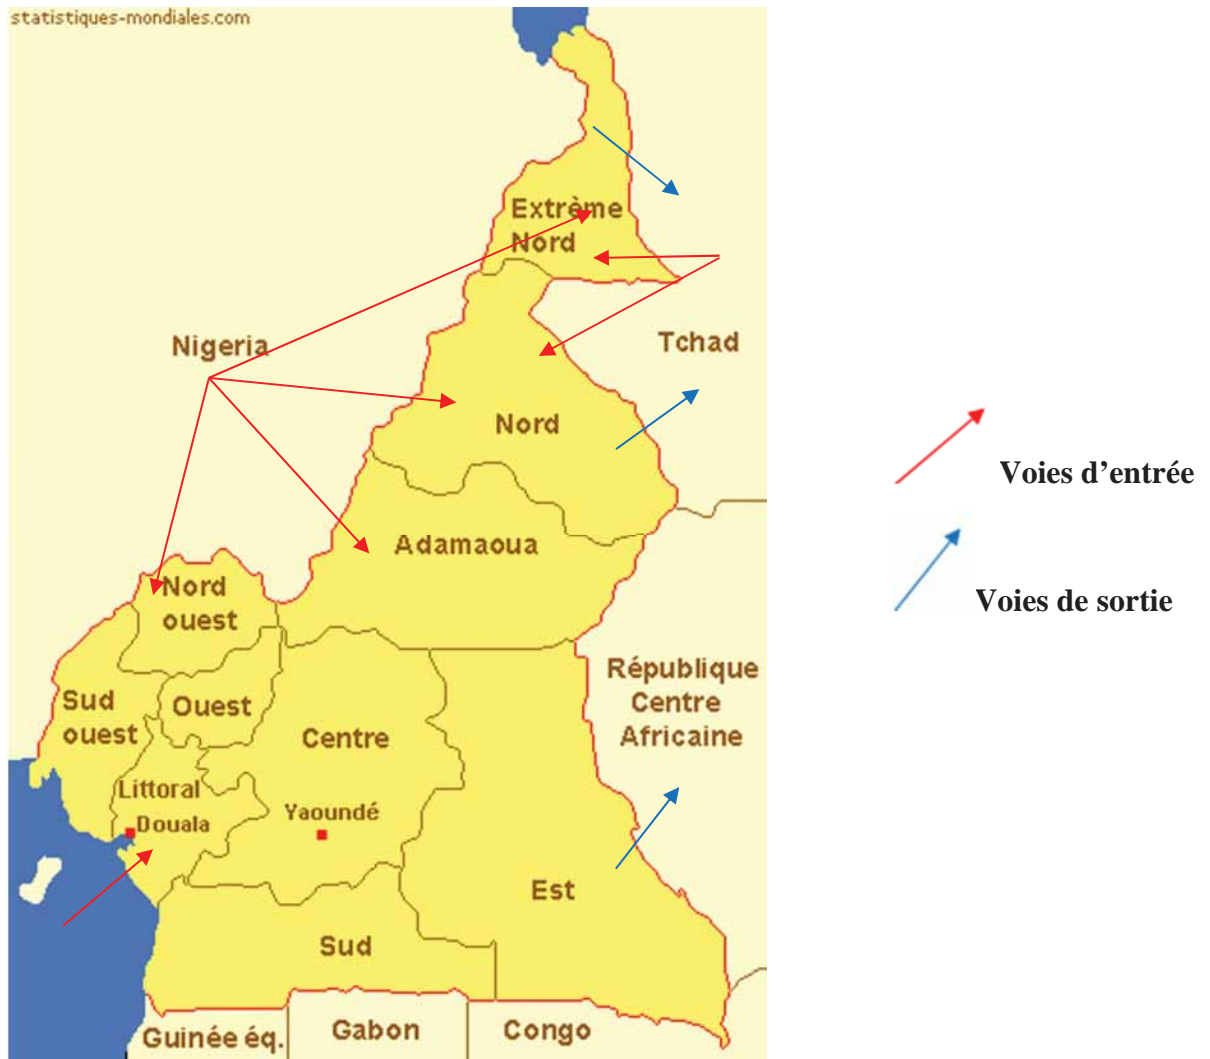 statistiques-mondiales.com
Extrème
Nord
Nigeria
Tchad
Nord
Voies d’entrée
Adamaoua
Nord
ouest
Voies de sortie
République
Centre
Africaine
Sud
ouest
Ouest
Centre
Littoral
Douala
Yaoundé
Est
Sud
Guinée éq.
Gabon
Congo